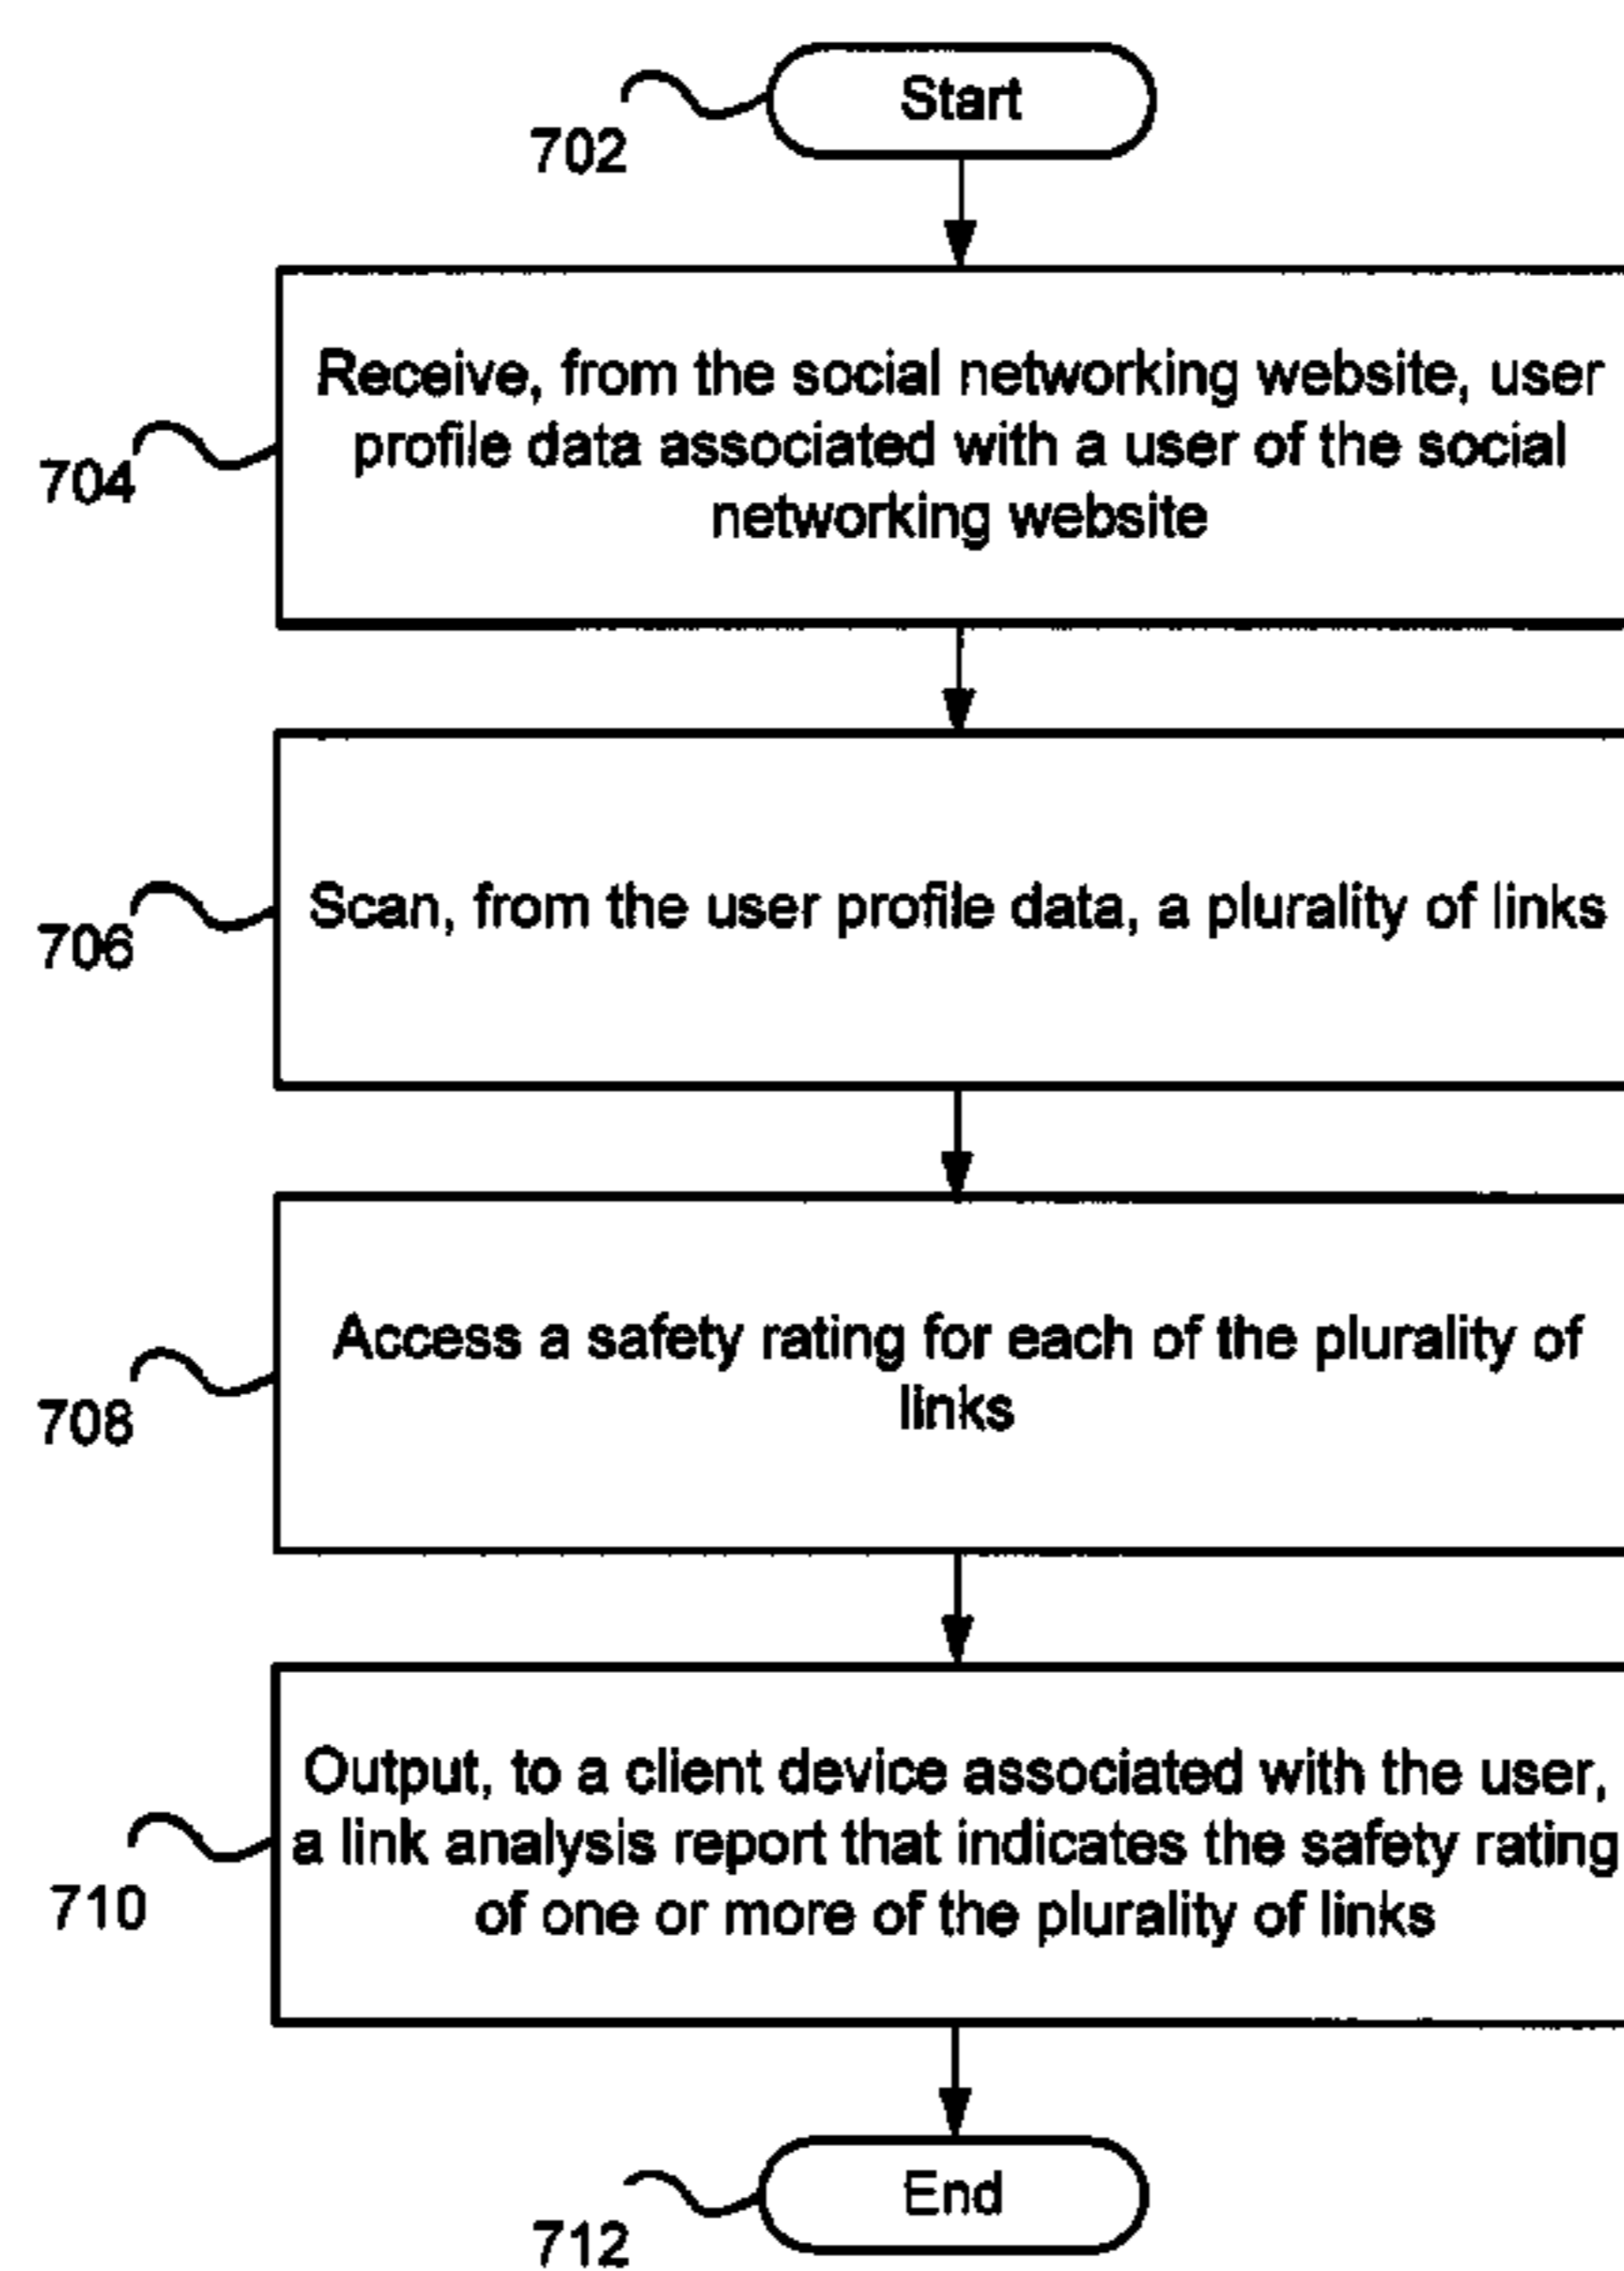 Start
702
Receive, from the social networking website, user
profile data associated with a user of the social
networking website
704
Scan, from the user profile data, a plurality of links
706
Access a safety rating for each of the plurality of
links
708
Output, to a client device associated with the user,
a link analysis report that indicates the safety rating
of one or more of the plurality of links
710
End
712